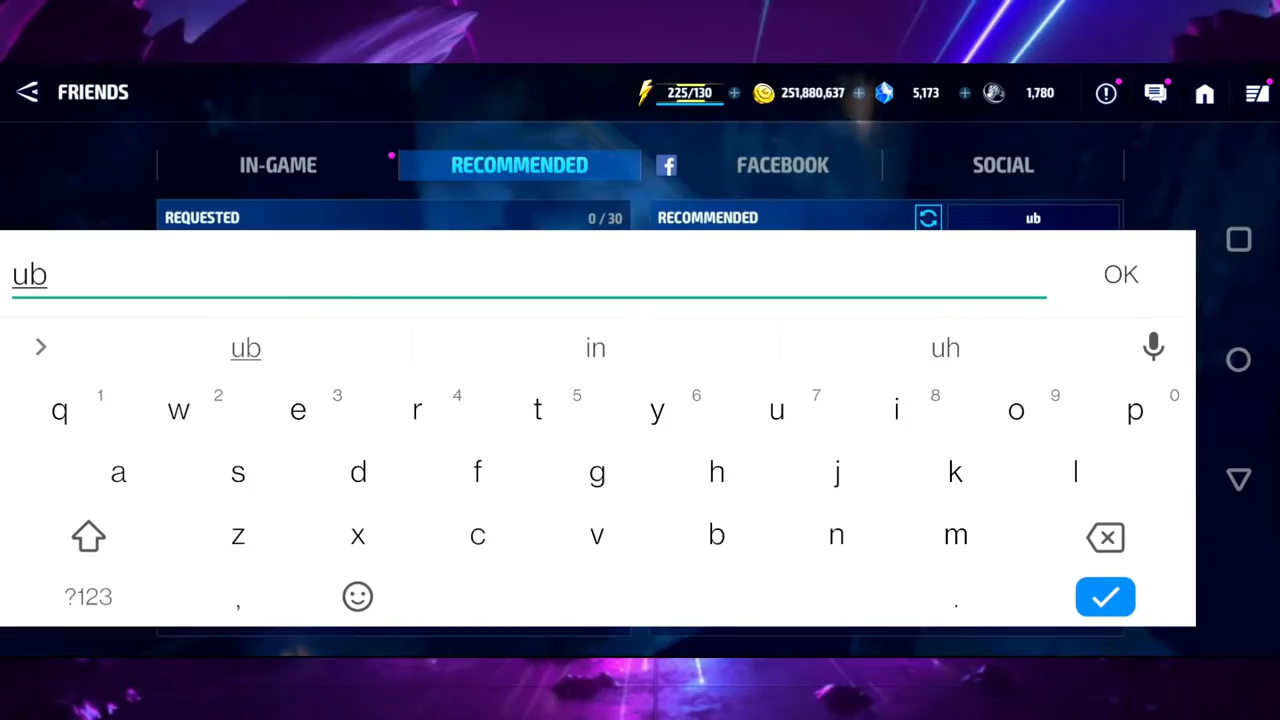 FRIENDS 225/130 251,880,637 5,173 1,780
IN-GAME RECOMMENDED f FACEBOOK SOCIAL
REQUESTED 0 / 30 RECOMMENDED ub
ub OK
ub in uh
q 1 w 2 e 3 r 4 t 5 y 6 u 7 i 8 o 9 p 0
a s d f g h j k l
z x c v b n m
?123 , .